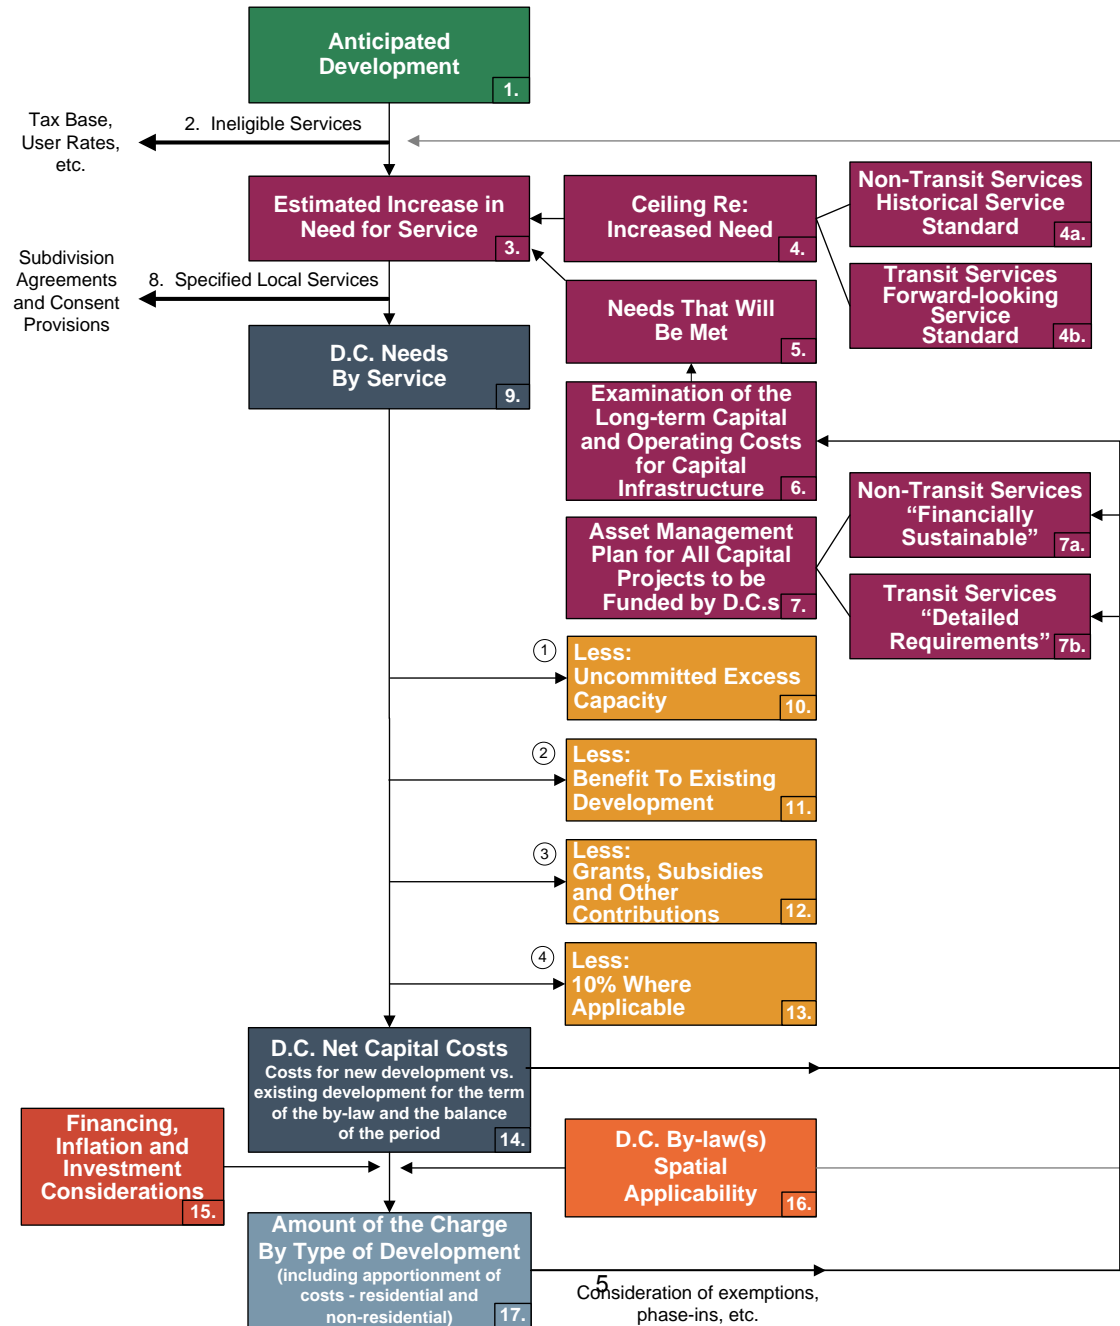 Anticipated
Development
1.
Tax Base,
User Rates,
etc.
2. Ineligible Services
Estimated Increase in
Need for Service
3.
Ceiling Re:
Increased Need
4.
Non-Transit Services
Historical Service
Standard
4a.
Transit Services
Forward-looking
Service
Standard
4b.
Subdivision
Agreements
and Consent
Provisions
8. Specified Local Services
Needs That Will
Be Met
5.
D.C. Needs
By Service
9.
Examination of the
Long-term Capital
and Operating Costs
for Capital
Infrastructure
6.
Non-Transit Services
“Financially
Sustainable”
7a.
Asset Management
Plan for All Capital
Projects to be
Funded by D.C.s
7.
Transit Services
“Detailed
Requirements”
7b.
1
Less:
Uncommitted Excess
Capacity
10.
2
Less:
Benefit To Existing
Development
11.
3
Less:
Grants, Subsidies
and Other
Contributions
12.
4
Less:
10% Where
Applicable
13.
D.C. Net Capital Costs
Costs for new development vs.
existing development for the term
of the by-law and the balance
of the period
14.
Financing,
Inflation and
Investment
Considerations
15.
D.C. By-law(s)
Spatial
Applicability
16.
Amount of the Charge
By Type of Development
(including apportionment of
costs - residential and
non-residential)
17.
5
Consideration of exemptions,
phase-ins, etc.